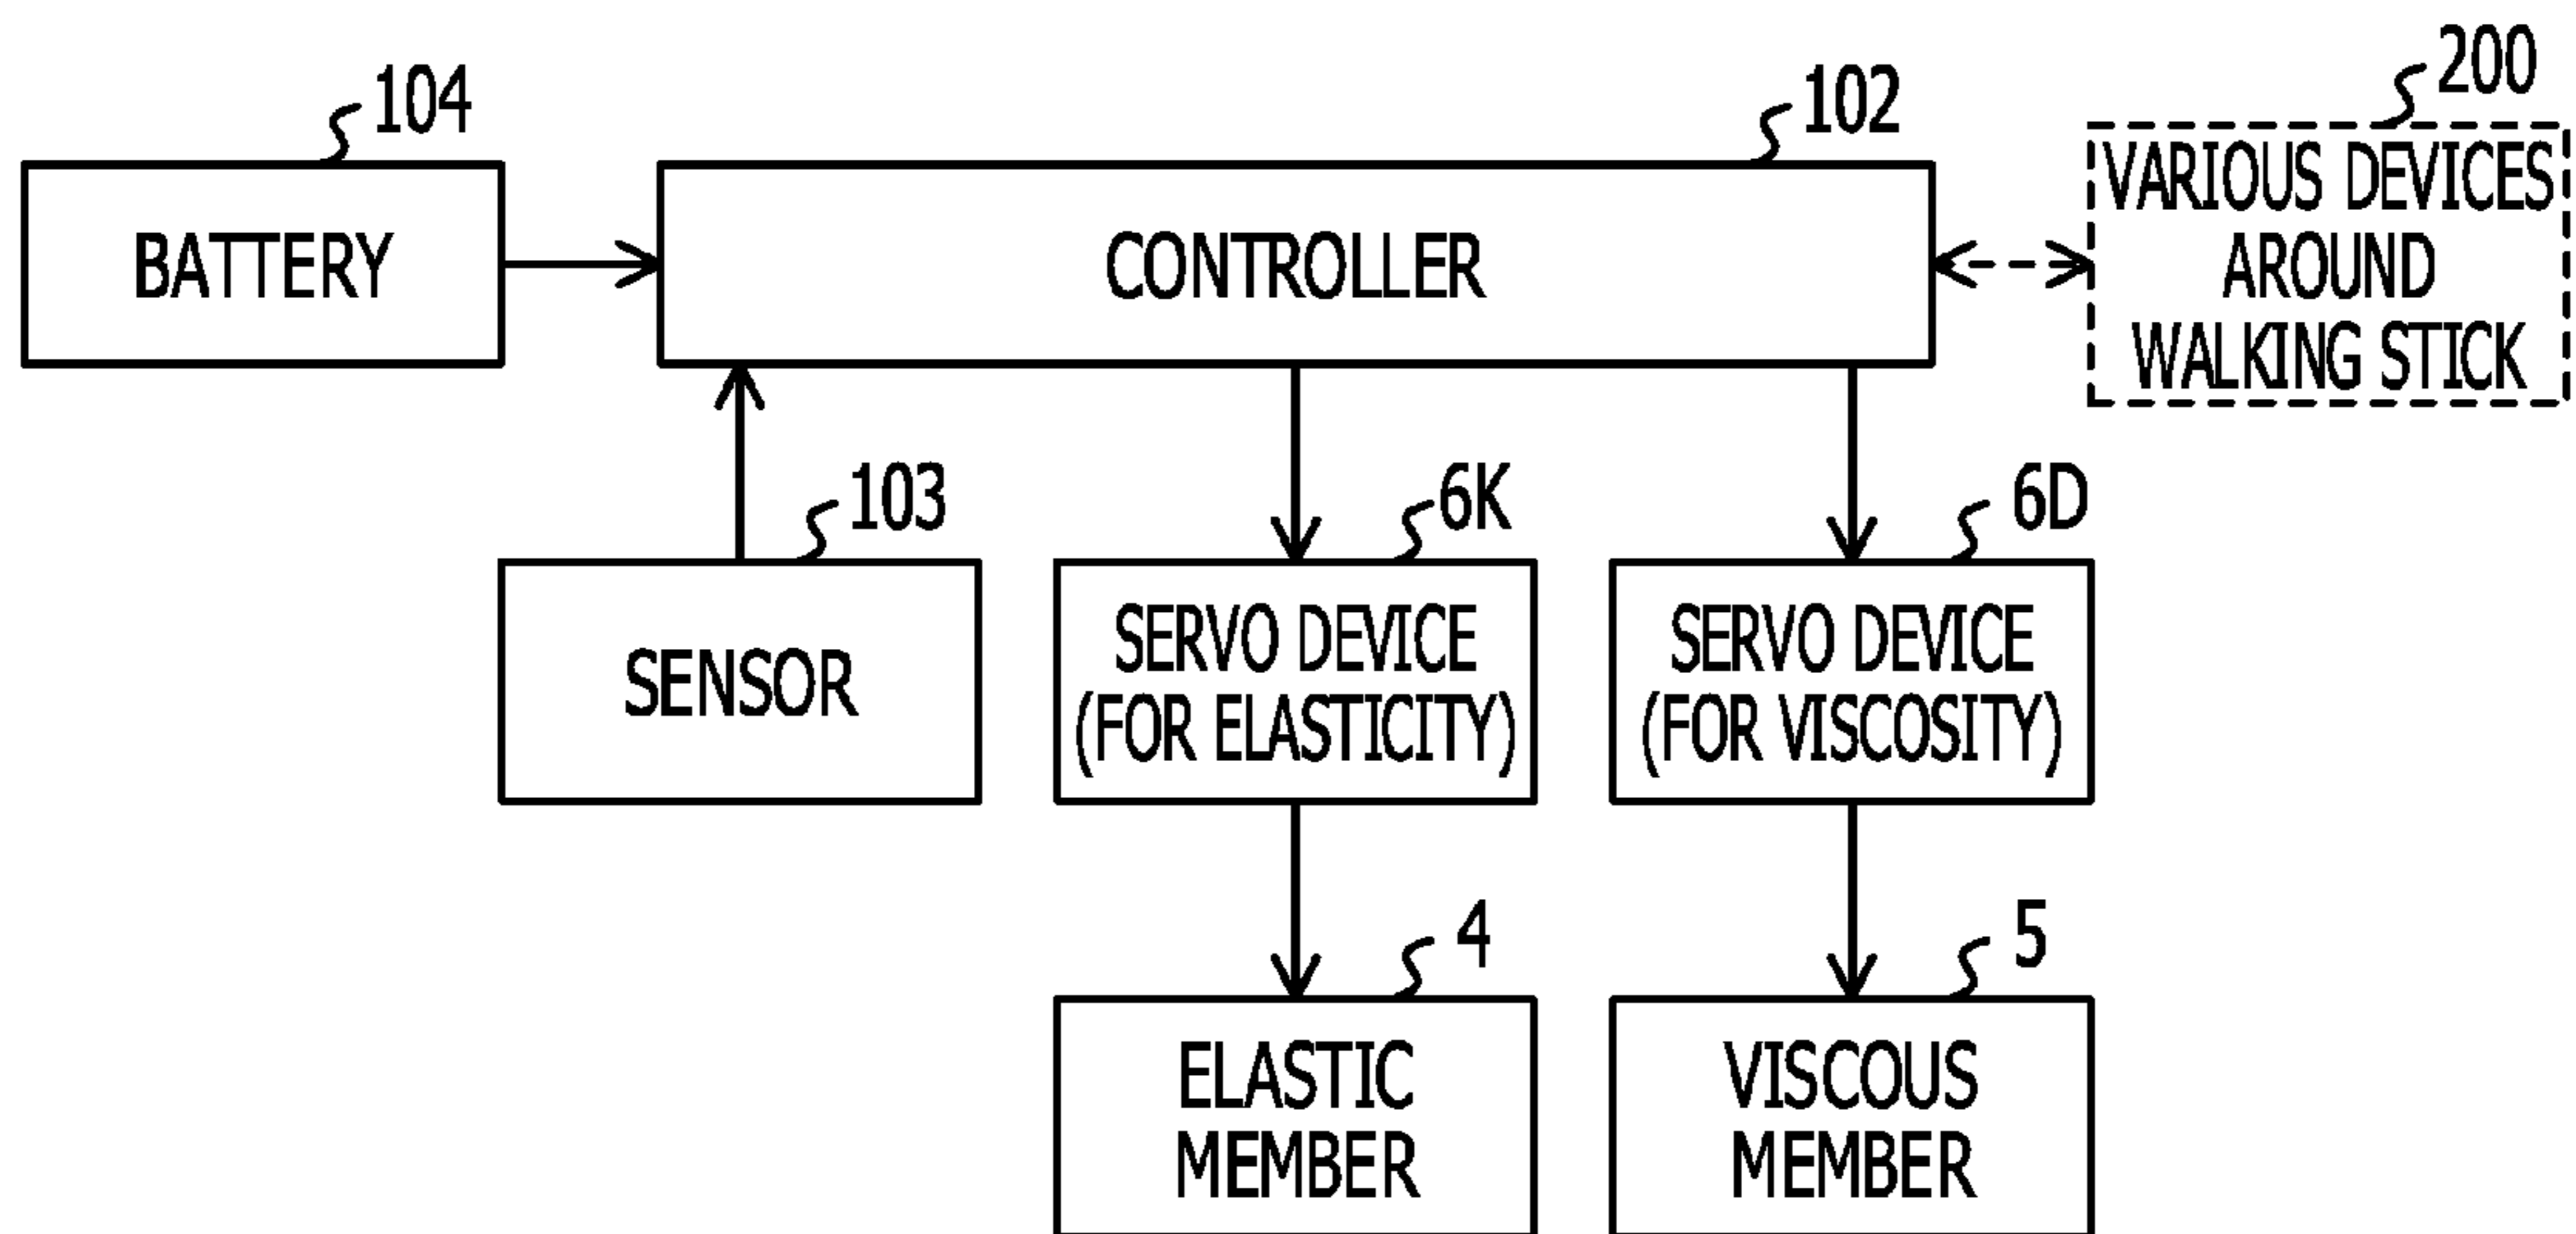 200
104
102
VARIOUS DEVICES
AROUND
WALKING STICK
BATTERY
CONTROLLER
103
6K
6D
SENSOR
SERVO DEVICE
(FOR ELASTICITY)
SERVO DEVICE
(FOR VISCOSITY)
4
5
ELASTIC
MEMBER
VISCOUS
MEMBER